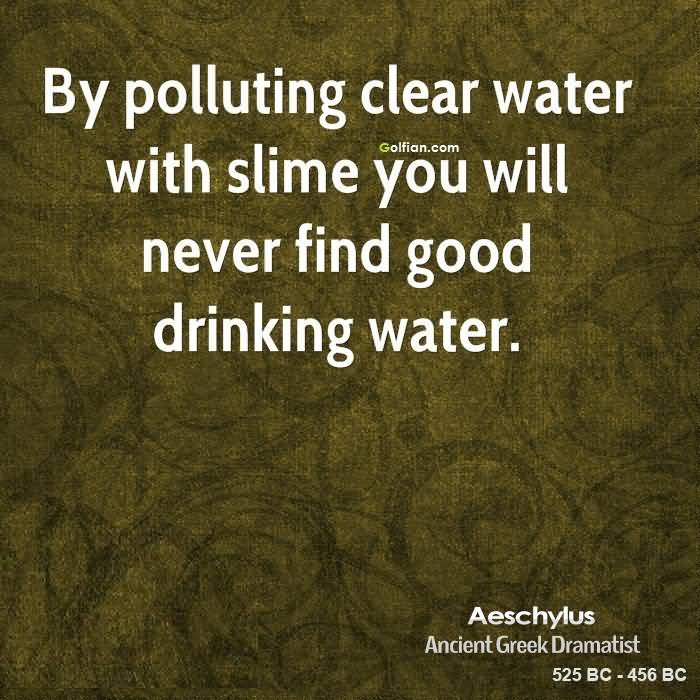 By polluting clear water
Golfian.com
with slime you will
never find good
drinking water.
Aeschylus
Ancient Greek Dramatist
525 BC - 456 BC